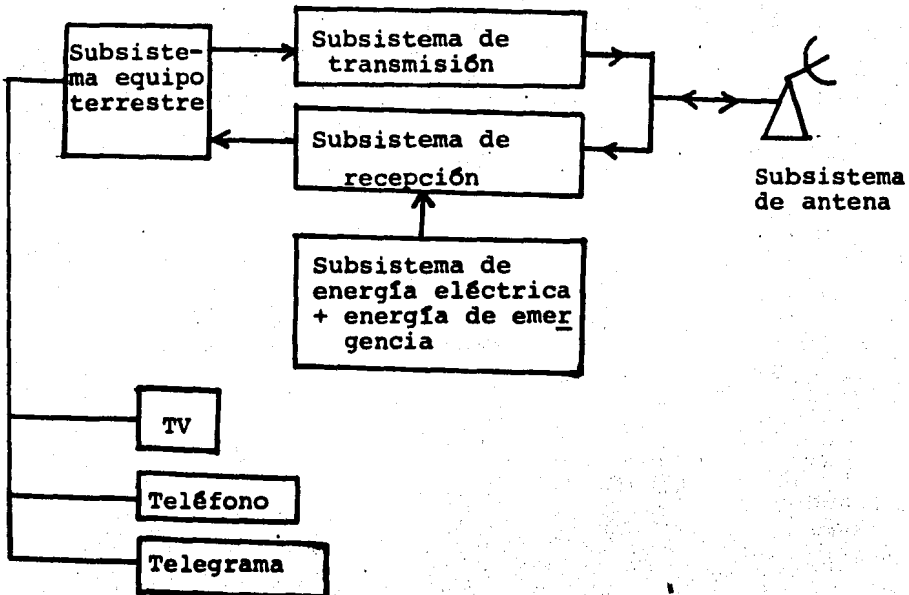 Subsiste-
ma equipo
terrestre
Subsistema de
transmisión
Subsistema de
recepción
Subsistema
de antena
Subsistema de
energía eléctrica
+ energía de emer
gencia
TV
Teléfono
Telegrama